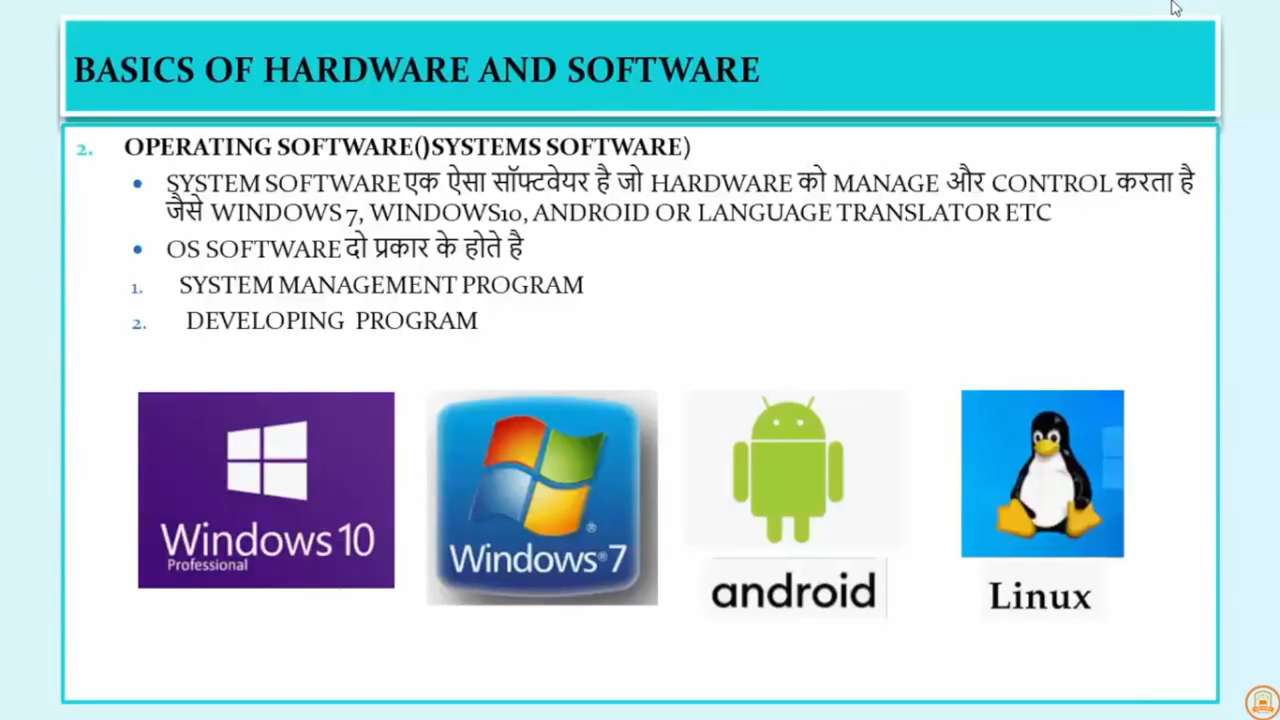 BASICS OF HARDWARE AND SOFTWARE
2. OPERATING SOFTWARE()SYSTEMS SOFTWARE)
• SYSTEM SOFTWARE एक ऐसा सॉफ्टवेयर है जो HARDWARE को MANAGE और CONTROL करता है
जैसे WINDOWS 7, WINDOWS10, ANDROID OR LANGUAGE TRANSLATOR ETC
• OS SOFTWARE दो प्रकार के होते है
1. SYSTEM MANAGEMENT PROGRAM
2. DEVELOPING PROGRAM
Windows 10
Professional
Windows® 7
android
Linux